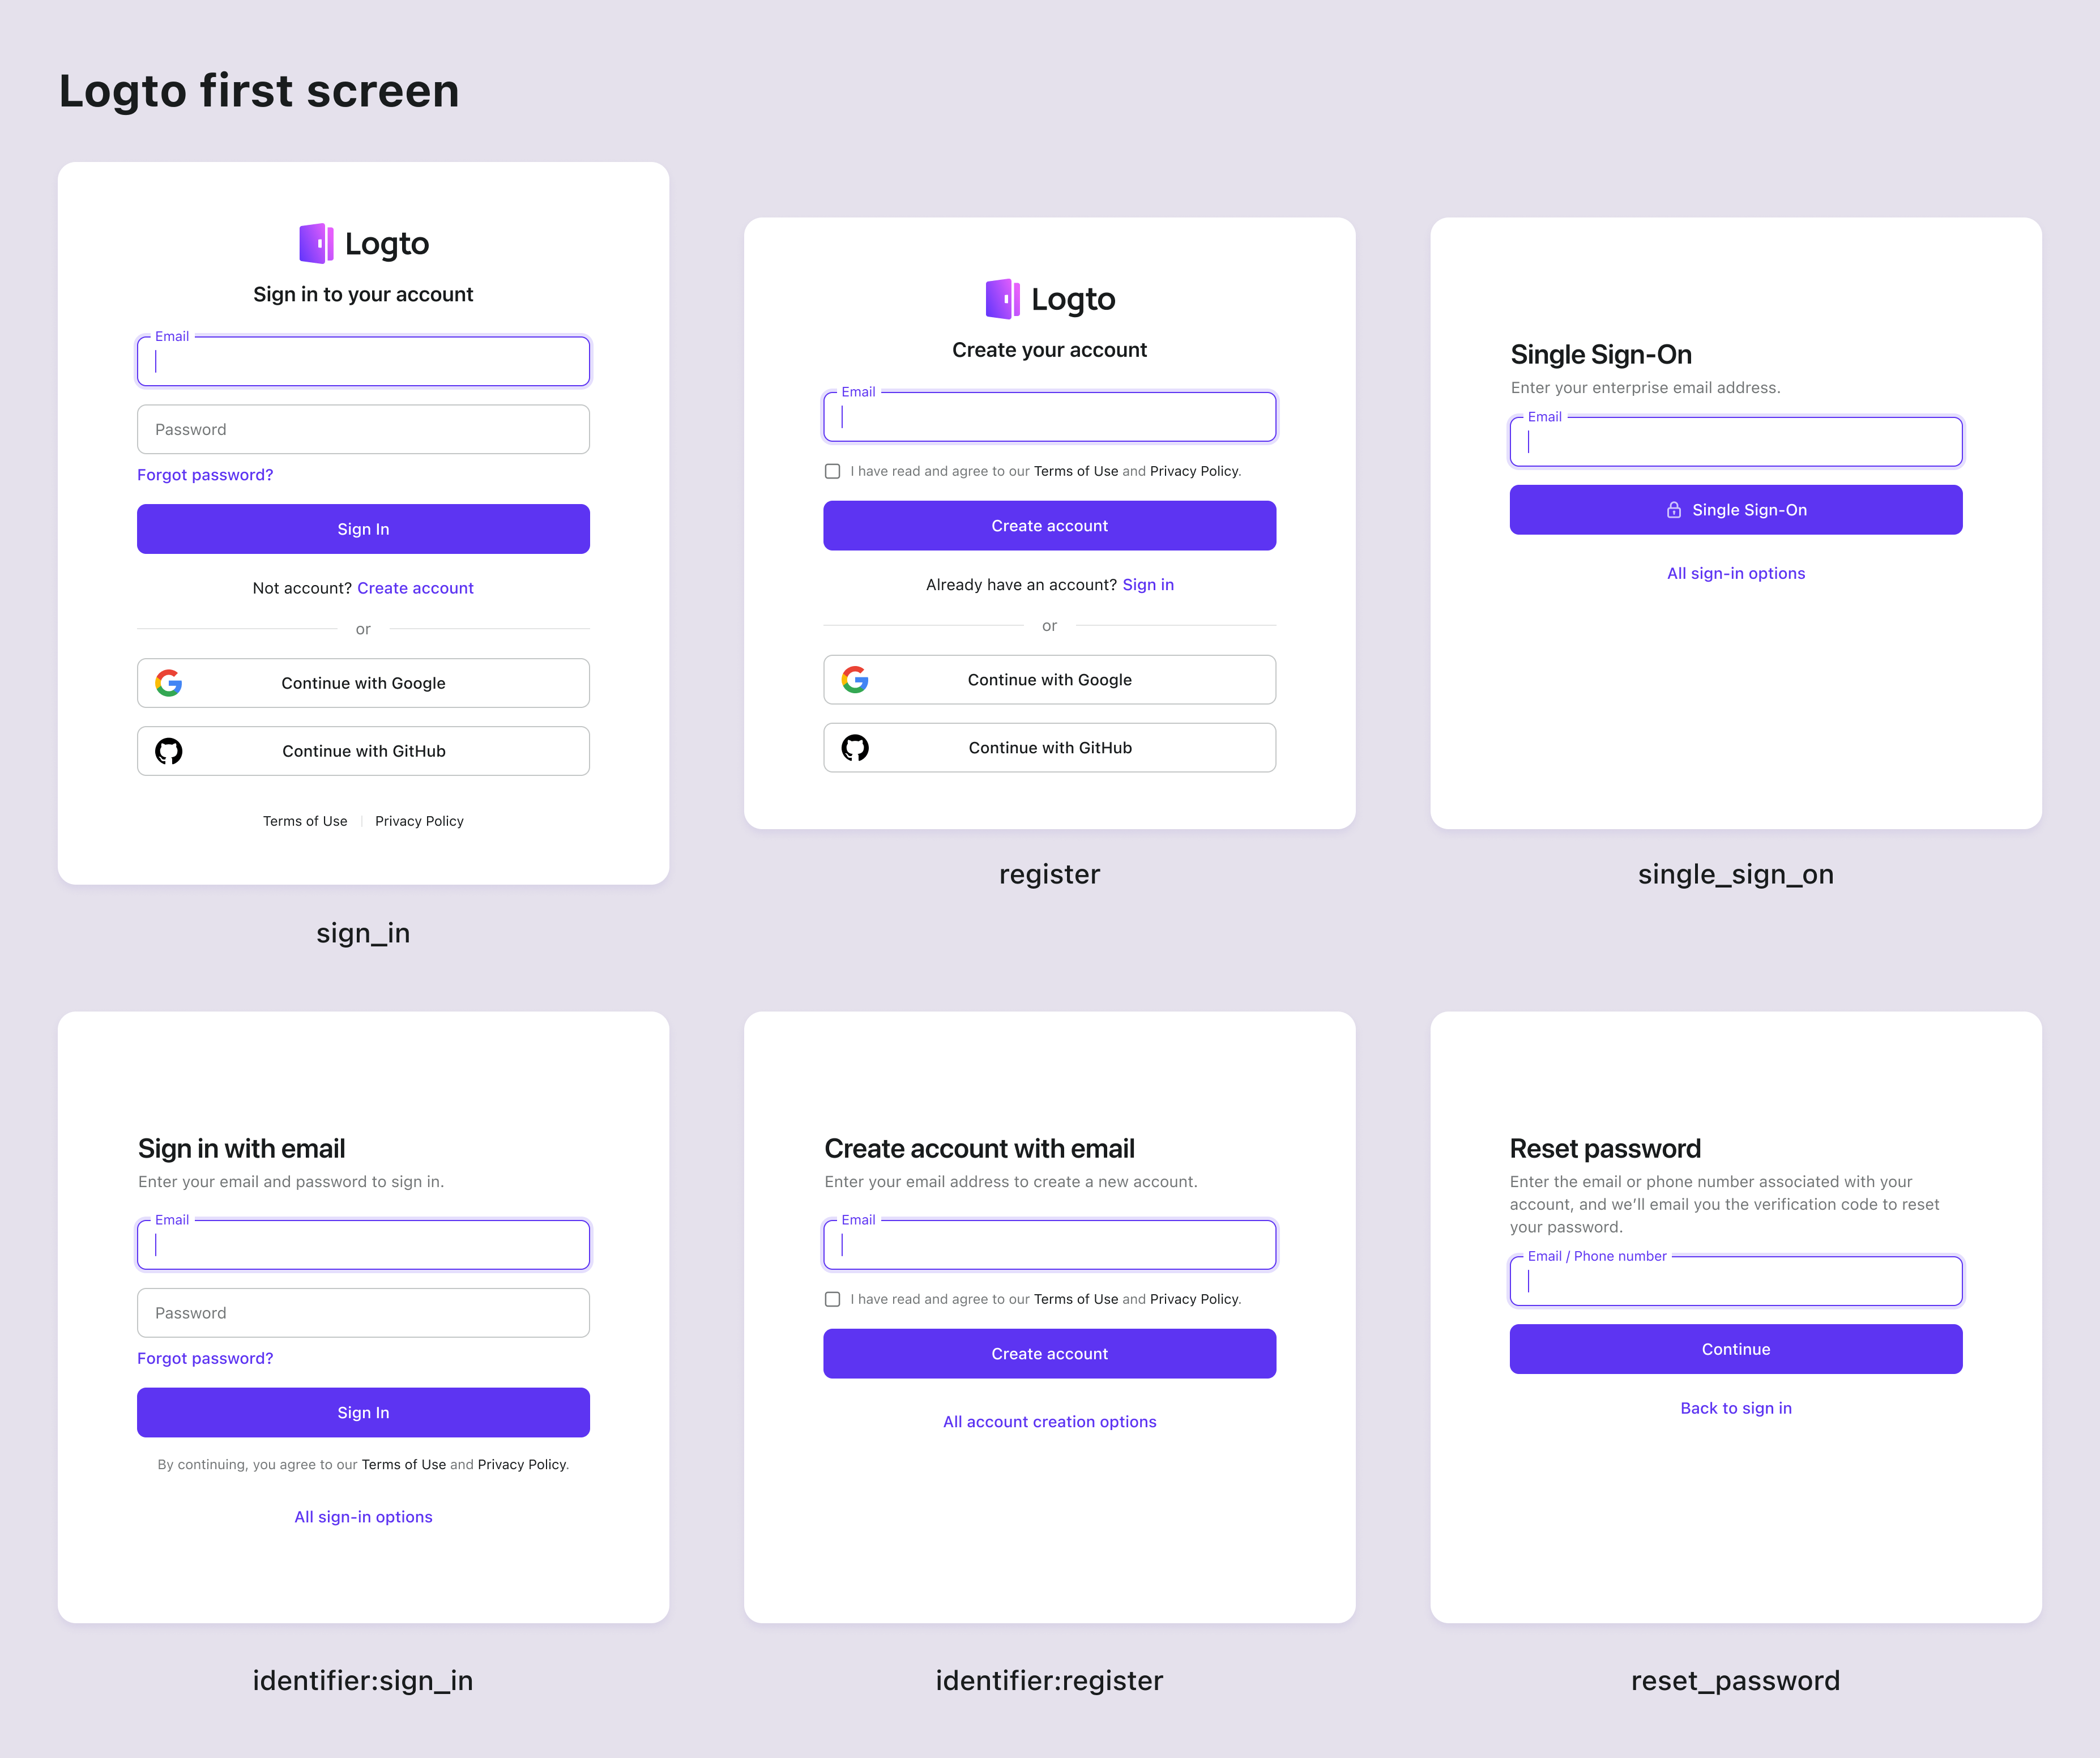 Logto first screen
Logto
Sign in to your account
Email
Password
Forgot password?
Sign In
Not account? Create account
or
Continue with Google
Continue with GitHub
Terms of Use | Privacy Policy
sign_in
Logto
Create your account
Email
I have read and agree to our Terms of Use and Privacy Policy.
Create account
Already have an account? Sign in
or
Continue with Google
Continue with GitHub
register
Single Sign-On
Enter your enterprise email address.
Email
Single Sign-On
All sign-in options
single_sign_on
Sign in with email
Enter your email and password to sign in.
Email
Password
Forgot password?
Sign In
By continuing, you agree to our Terms of Use and Privacy Policy.
All sign-in options
identifier:sign_in
Create account with email
Enter your email address to create a new account.
Email
I have read and agree to our Terms of Use and Privacy Policy.
Create account
All account creation options
identifier:register
Reset password
Enter the email or phone number associated with your
account, and we’ll email you the verification code to reset
your password.
Email / Phone number
Continue
Back to sign in
reset_password